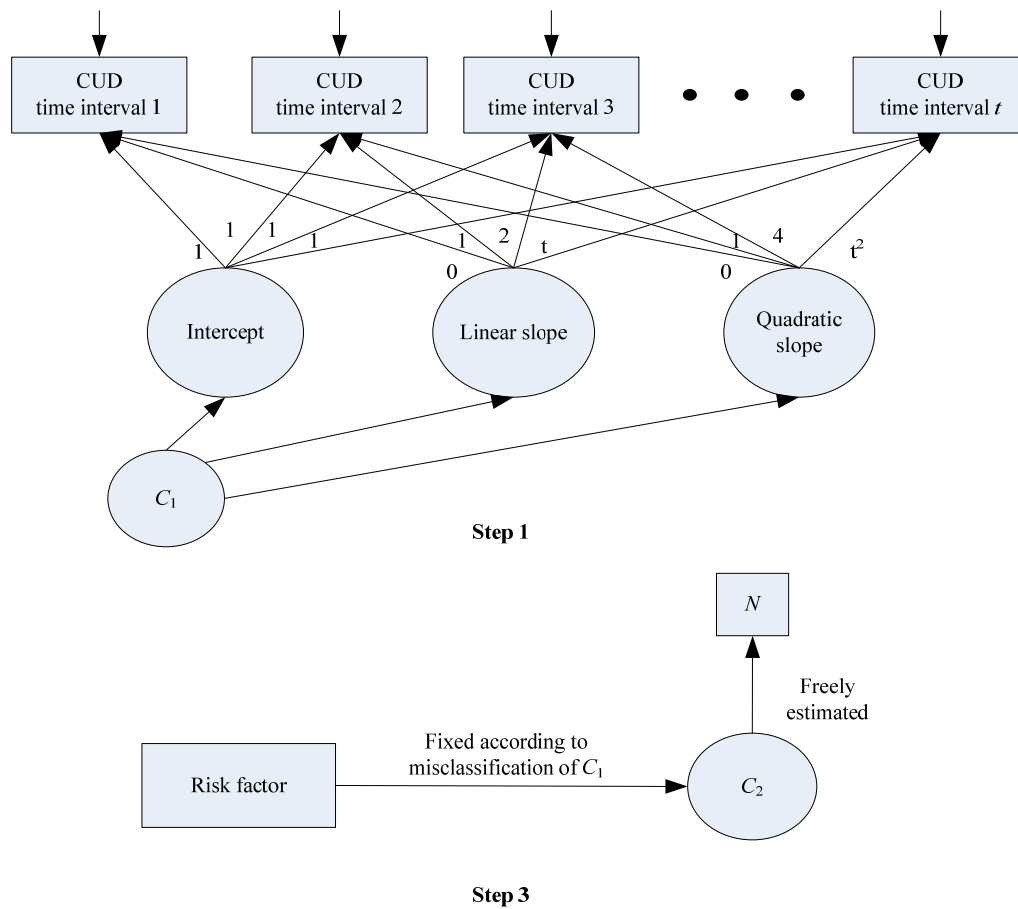 CUD
time interval 1
CUD
time interval 2
CUD
time interval 3
CUD
time interval t
1
1
1
1
0
1
2
t
0
1
4
t²
Intercept
Linear slope
Quadratic
slope
C₁
Step 1
N
Freely
estimated
Fixed according to
misclassification of C₁
Risk factor
C₂
Step 3